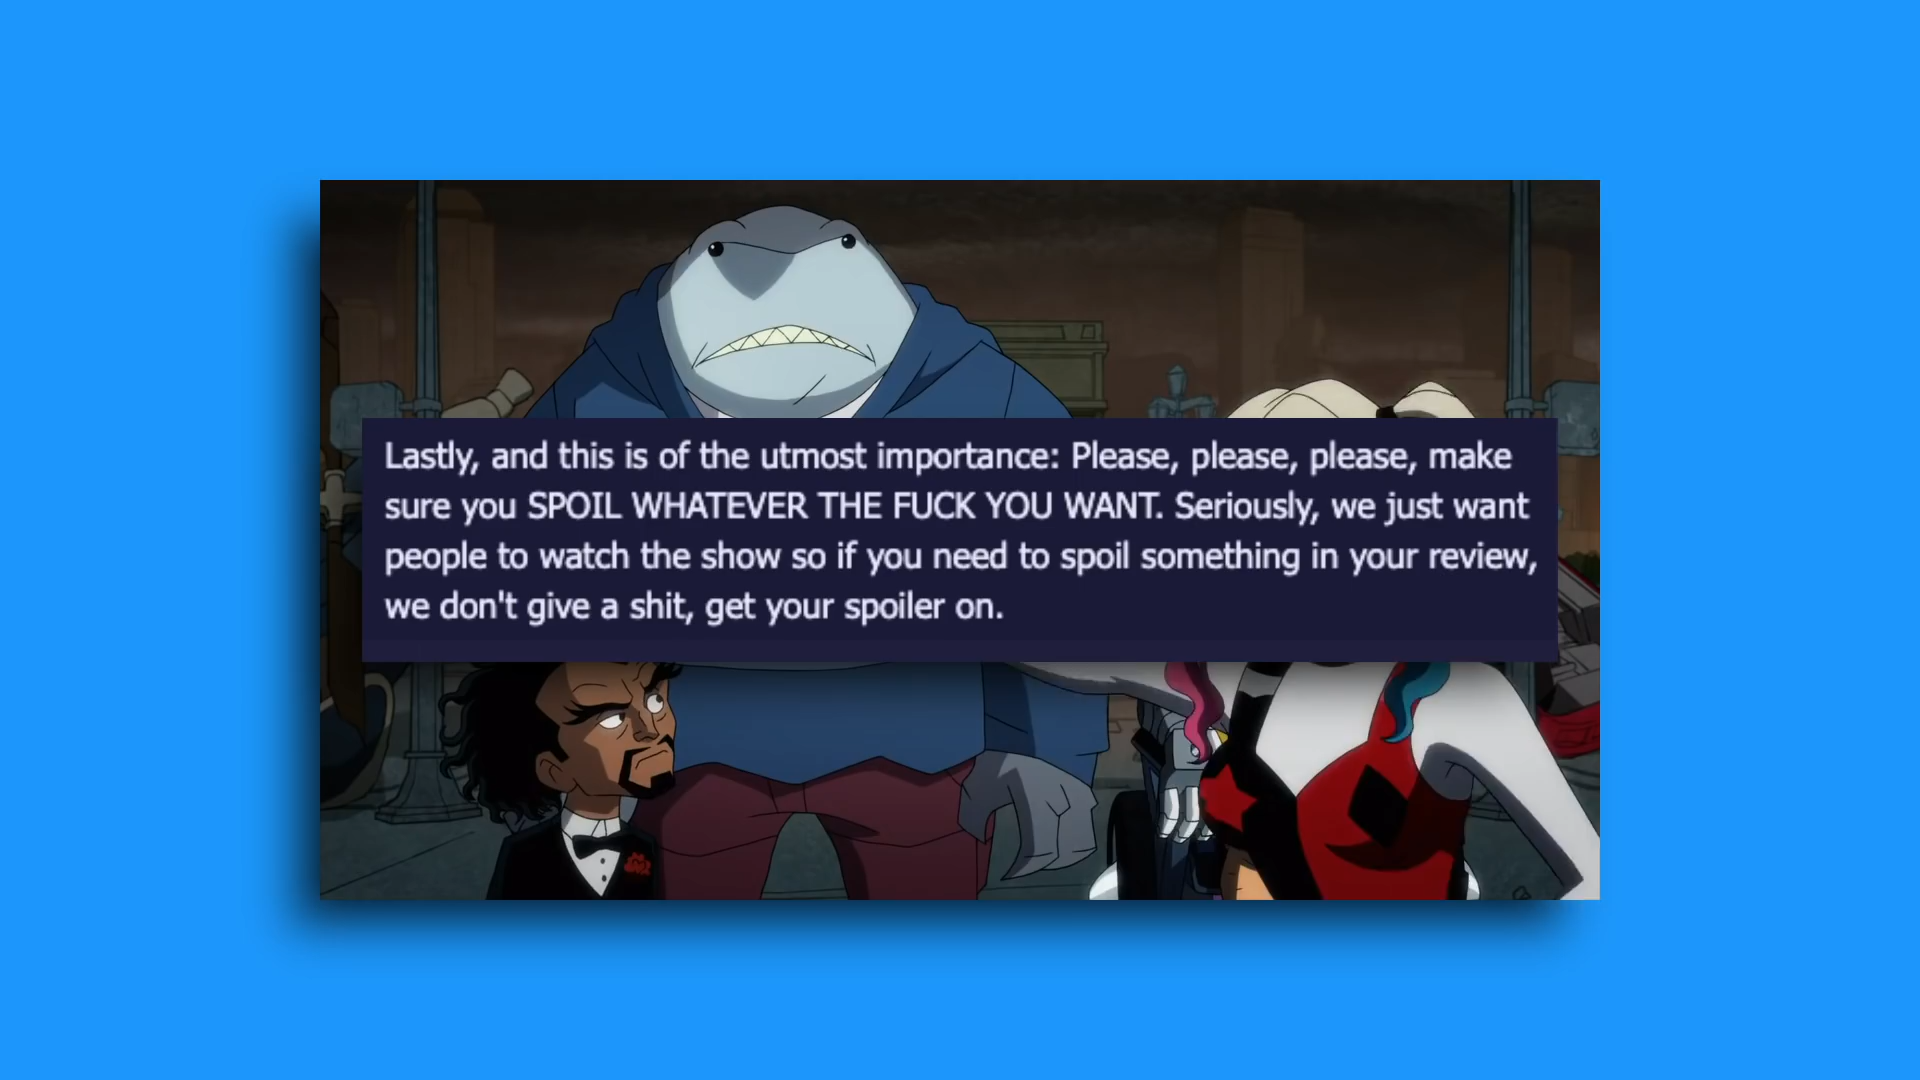 Lastly, and this is of the utmost importance: Please, please, please, make
sure you SPOIL WHATEVER THE FUCK YOU WANT. Seriously, we just want
people to watch the show so if you need to spoil something in your review,
we don't give a shit, get your spoiler on.